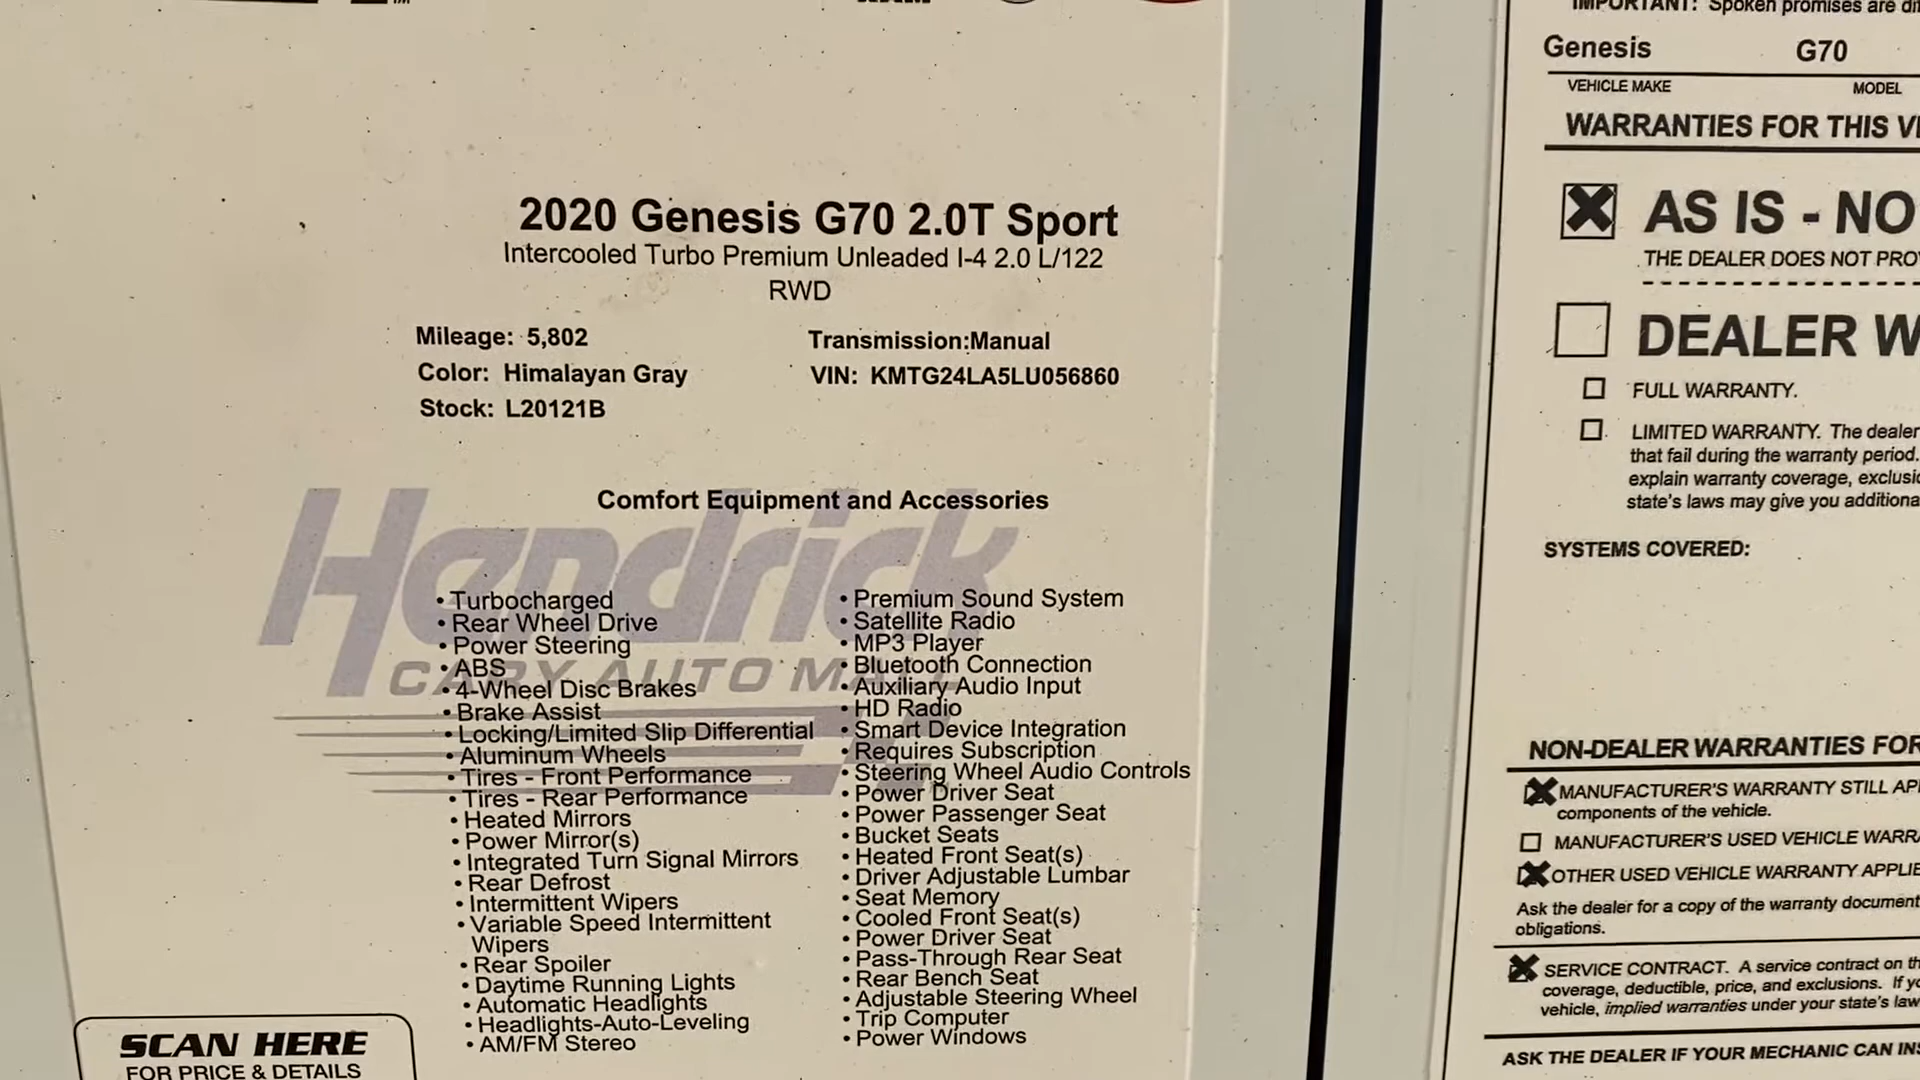 2020 Genesis G70 2.0T Sport
Intercooled Turbo Premium Unleaded I-4 2.0 L/122
RWD
Mileage: 5,802
Transmission:Manual
Color: Himalayan Gray
VIN: KMTG24LA5LU056860
Stock: L20121B
Comfort Equipment and Accessories
Hendrick
CARY AUTO MALL
• Turbocharged
• Rear Wheel Drive
• Power Steering
• ABS
• 4-Wheel Disc Brakes
• Brake Assist
• Locking/Limited Slip Differential
• Aluminum Wheels
• Tires - Front Performance
• Tires - Rear Performance
• Heated Mirrors
• Power Mirror(s)
• Integrated Turn Signal Mirrors
• Rear Defrost
• Intermittent Wipers
• Variable Speed Intermittent
Wipers
• Rear Spoiler
• Daytime Running Lights
• Automatic Headlights
• Headlights-Auto-Leveling
• AM/FM Stereo
• Premium Sound System
• Satellite Radio
• MP3 Player
• Bluetooth Connection
• Auxiliary Audio Input
• HD Radio
• Smart Device Integration
• Requires Subscription
• Steering Wheel Audio Controls
• Power Driver Seat
• Power Passenger Seat
• Bucket Seats
• Heated Front Seat(s)
• Driver Adjustable Lumbar
• Seat Memory
• Cooled Front Seat(s)
• Power Driver Seat
• Pass-Through Rear Seat
• Rear Bench Seat
• Adjustable Steering Wheel
• Trip Computer
• Power Windows
SCAN HERE
FOR PRICE & DETAILS
IMPORTANT: Spoken promises are
Genesis G70
VEHICLE MAKE MODEL
WARRANTIES FOR THIS
AS IS - NO
THE DEALER DOES NOT
DEALER
FULL WARRANTY.
LIMITED WARRANTY. The dealer
that fail during the warranty period.
explain warranty coverage,
state's laws may give you
SYSTEMS COVERED:
NON-DEALER WARRANTIES FOR
MANUFACTURER'S WARRANTY STILL
components of the vehicle.
MANUFACTURER'S USED VEHICLE
OTHER USED VEHICLE WARRANTY
Ask the dealer for a copy of the warranty
obligations.
SERVICE CONTRACT. A service contract on
coverage, deductible, price, and exclusions. If
vehicle, implied warranties under your state's
ASK THE DEALER IF YOUR MECHANIC CAN